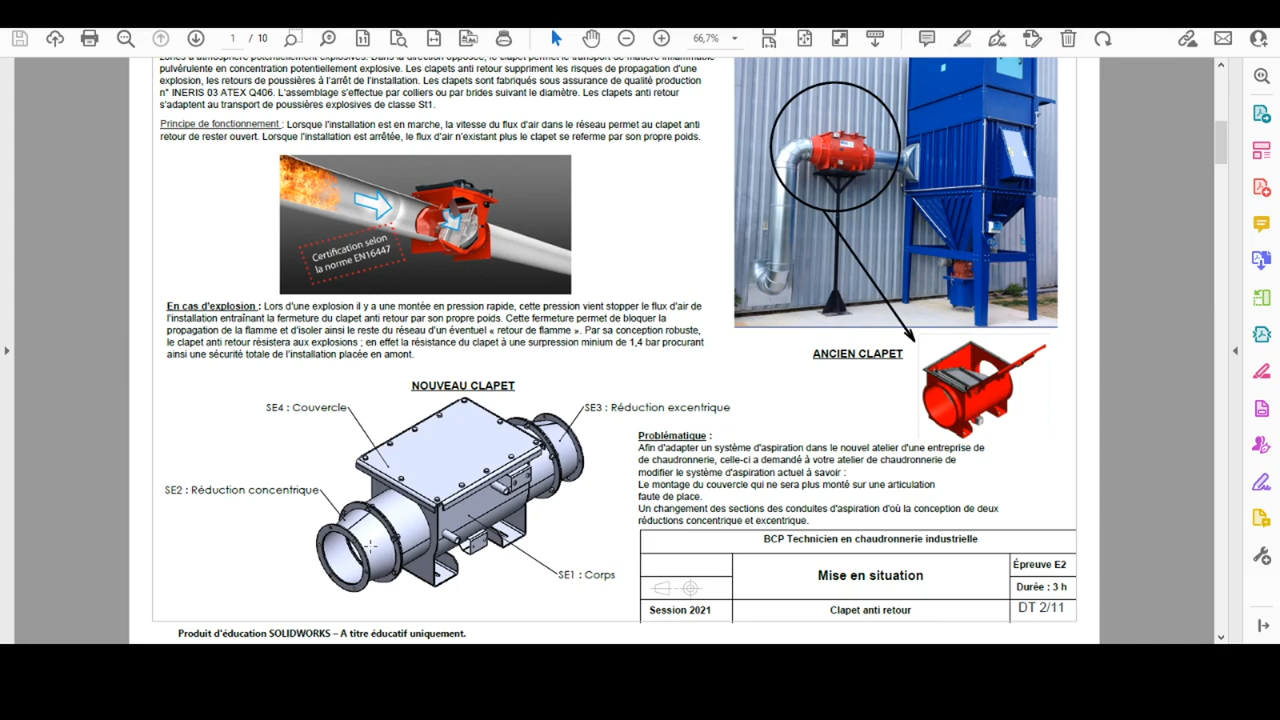 1 / 10
66,7%
zones d'atmosphère potentiellement explosives. Dans la direction opposée, le clapet permet le transport de matière inflammable
pulvérulente en concentration potentiellement explosive. Les clapets anti retour suppriment les risques de propagation d'une
explosion, les retours de poussières à l'arrêt de l'installation. Les clapets sont fabriqués sous assurance de qualité production
n° INERIS 03 ATEX Q406. L'assemblage s'effectue par colliers ou par brides suivant le diamètre. Les clapets anti retour
s'adaptent au transport de poussières explosives de classe St1.
Principe de fonctionnement : Lorsque l'installation est en marche, la vitesse du flux d'air dans le réseau permet au clapet anti
retour de rester ouvert. Lorsque l'installation est arrêtée, le flux d'air n'existant plus le clapet se referme par son propre poids.
Certification selon
la norme EN16447
En cas d'explosion : Lors d'une explosion il y a une montée en pression rapide, cette pression vient stopper le flux d'air de
l'installation entraînant la fermeture du clapet anti retour par son propre poids. Cette fermeture permet de bloquer la
propagation de la flamme et d'isoler ainsi le reste du réseau d'un éventuel « retour de flamme ». Par sa conception robuste,
le clapet anti retour résistera aux explosions ; en effet la résistance du clapet à une surpression minium de 1,4 bar procurant
ainsi une sécurité totale de l'installation placée en amont.
ANCIEN CLAPET
NOUVEAU CLAPET
SE4 : Couvercle
SE3 : Réduction excentrique
SE2 : Réduction concentrique
SE1 : Corps
Problématique :
Afin d'adapter un système d'aspiration dans le nouvel atelier d'une entreprise de
de chaudronnerie, celle-ci a demandé à votre atelier de chaudronnerie de
modifier le système d'aspiration actuel à savoir :
Le montage du couvercle qui ne sera plus monté sur une articulation
faute de place.
Un changement des sections des conduites d'aspiration d'où la conception de deux
réductions concentrique et excentrique.
BCP Technicien en chaudronnerie industrielle
Mise en situation
Épreuve E2
Durée : 3 h
Session 2021
Clapet anti retour
DT 2/11
Produit d'éducation SOLIDWORKS – A titre éducatif uniquement.